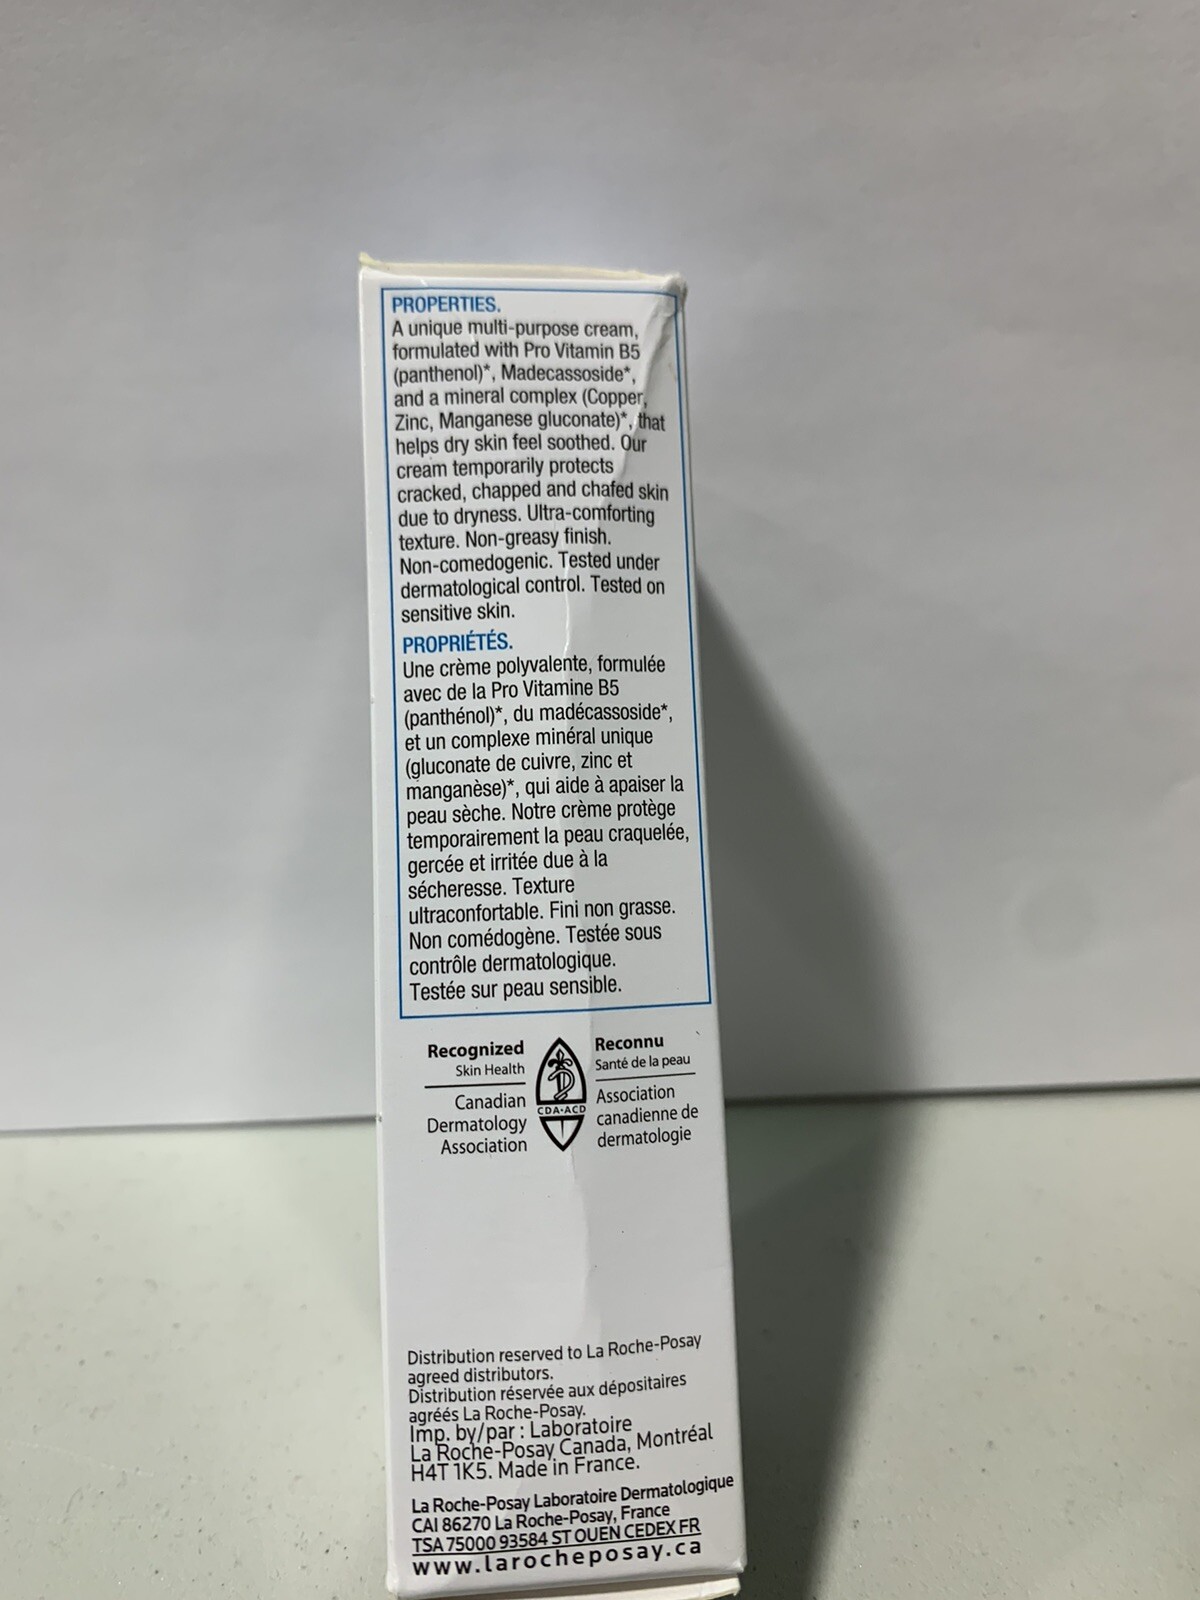 PROPERTIES.
A unique multi-purpose cream,
formulated with Pro Vitamin B5
(panthenol)*, Madecassoside*,
and a mineral complex (Copper,
Zinc, Manganese gluconate)*, that
helps dry skin feel soothed. Our
cream temporarily protects
cracked, chapped and chafed skin
due to dryness. Ultra-comforting
texture. Non-greasy finish.
Non-comedogenic. Tested under
dermatological control. Tested on
sensitive skin.
PROPRIÉTÉS.
Une crème polyvalente, formulée
avec de la Pro Vitamine B5
(panthénol)*, du madécassoside*,
et un complexe minéral unique
(gluconate de cuivre, zinc et
manganèse)*, qui aide à apaiser la
peau sèche. Notre crème protège
temporairement la peau craquelée,
gercée et irritée due à la
sécheresse. Texture
ultraconfortable. Fini non grasse.
Non comédogène. Testée sous
contrôle dermatologique.
Testée sur peau sensible.
Recognized
Skin Health
Canadian
Dermatology
Association
CDA•ACD
Reconnu
Santé de la peau
Association
canadienne de
dermatologie
Distribution reserved to La Roche-Posay
agreed distributors.
Distribution réservée aux dépositaires
agréés La Roche-Posay.
Imp. by/par : Laboratoire
La Roche-Posay Canada, Montréal
H4T 1K5. Made in France.
La Roche-Posay Laboratoire Dermatologique
CAI 86270 La Roche-Posay, France
TSA 75000 93584 ST OUEN CEDEX FR
www.larocheposay.ca